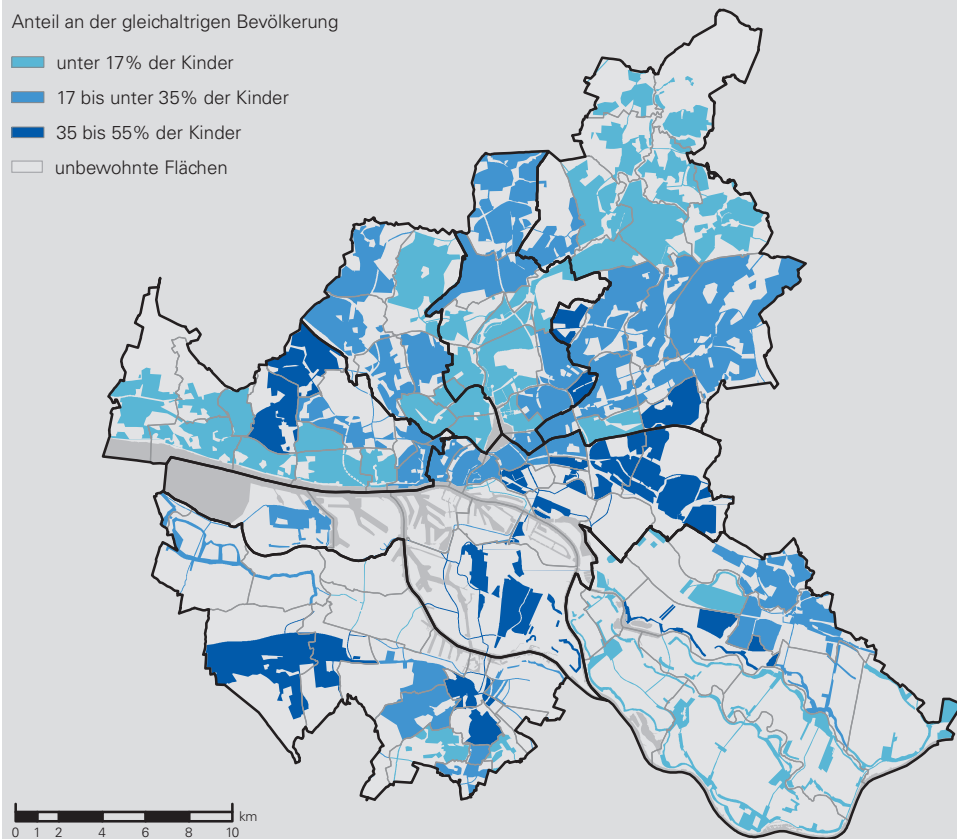 Anteil an der gleichaltrigen Bevölkerung
unter 17% der Kinder
17 bis unter 35% der Kinder
35 bis 55% der Kinder
unbewohnte Flächen
km
0 1 2 4 6 8 10